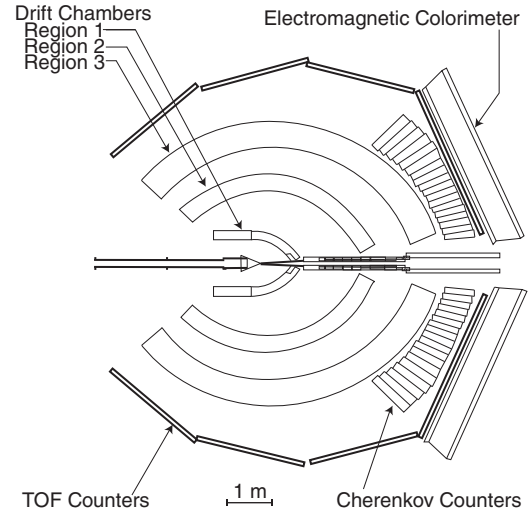 Drift Chambers
Region 1
Region 2
Region 3
Electromagnetic Colorimeter
TOF Counters
1 m
Cherenkov Counters